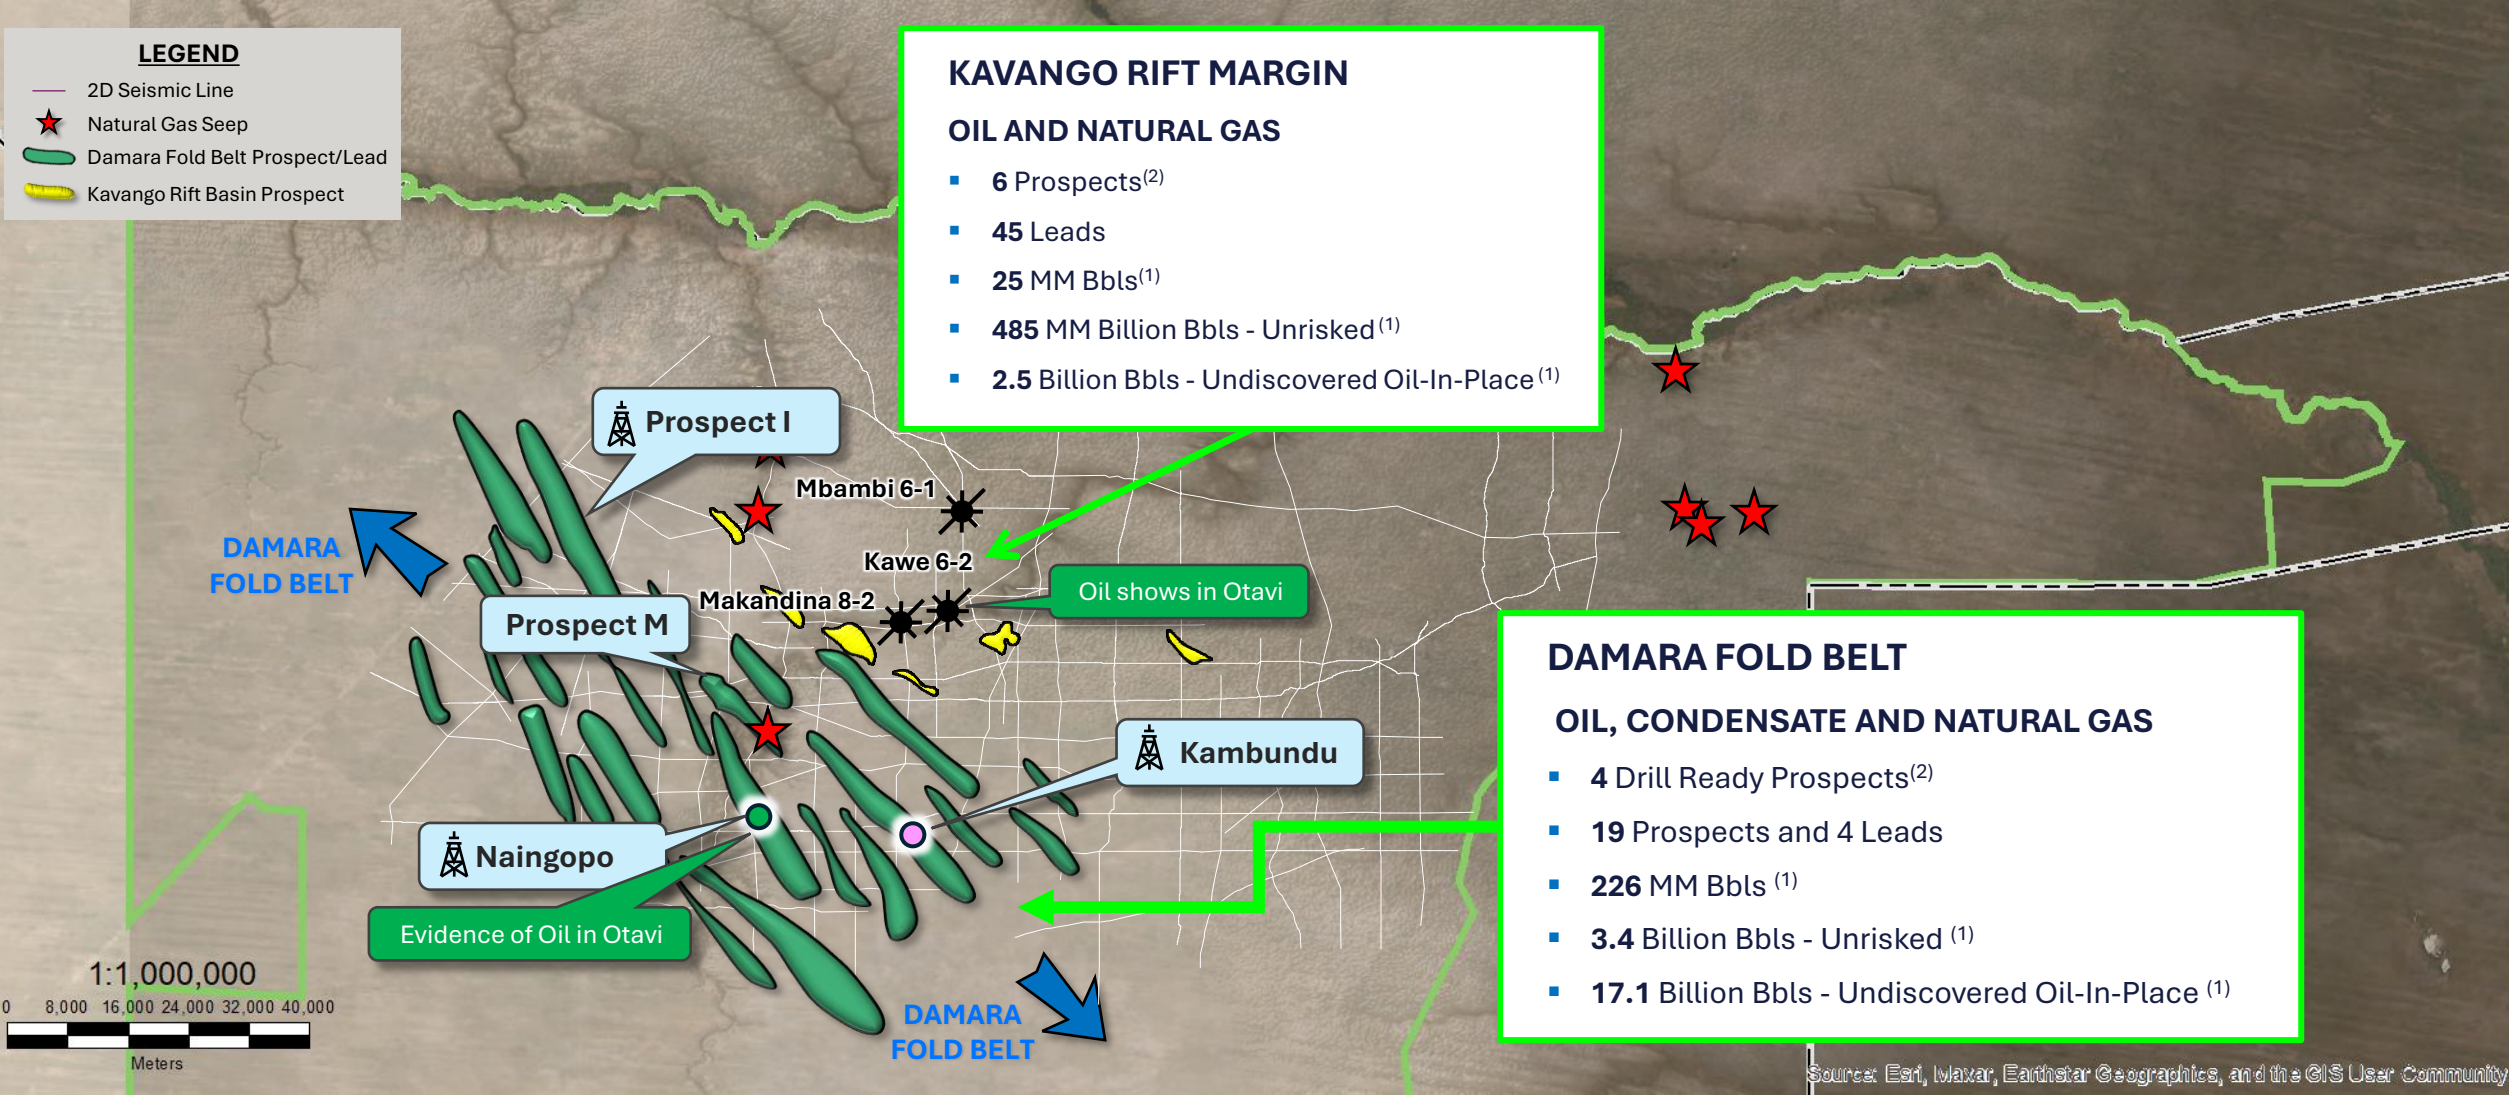 LEGEND
2D Seismic Line
Natural Gas Seep
Damara Fold Belt Prospect/Lead
Kavango Rift Basin Prospect
KAVANGO RIFT MARGIN
OIL AND NATURAL GAS
▪ 6 Prospects(2)
▪ 45 Leads
▪ 25 MM Bbls(1)
▪ 485 MM Billion Bbls - Unrisked (1)
▪ 2.5 Billion Bbls - Undiscovered Oil-In-Place (1)
Prospect I
Mbambi 6-1
DAMARA
FOLD BELT
Kawe 6-2
Oil shows in Otavi
Makandina 8-2
Prospect M
Kambundu
Naingopo
Evidence of Oil in Otavi
DAMARA FOLD BELT
OIL, CONDENSATE AND NATURAL GAS
▪ 4 Drill Ready Prospects(2)
▪ 19 Prospects and 4 Leads
▪ 226 MM Bbls (1)
▪ 3.4 Billion Bbls - Unrisked (1)
▪ 17.1 Billion Bbls - Undiscovered Oil-In-Place (1)
DAMARA
FOLD BELT
1:1,000,000
0 8,000 16,000 24,000 32,000 40,000
Meters
Source: Esri, Maxar, Earthstar Geographics, and the GIS User Community